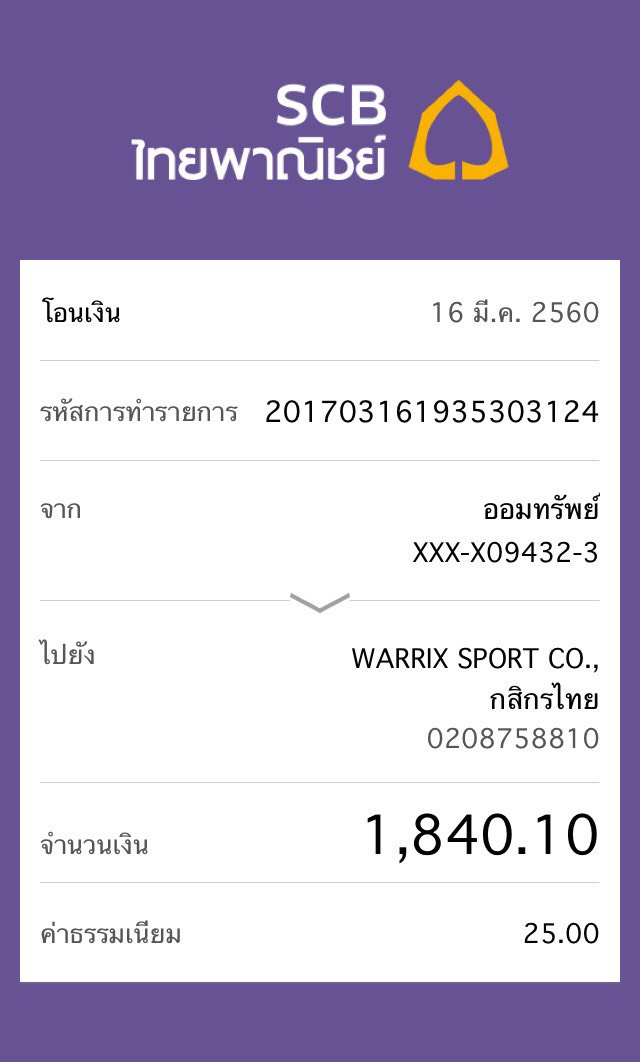 SCB
ไทยพาณิชย์
โอนเงิน 16 มี.ค. 2560
รหัสการทำรายการ 201703161935303124
จาก ออมทรัพย์
XXX-X09432-3
ไปยัง WARRIX SPORT CO.,
กสิกรไทย
0208758810
จำนวนเงิน 1,840.10
ค่าธรรมเนียม 25.00